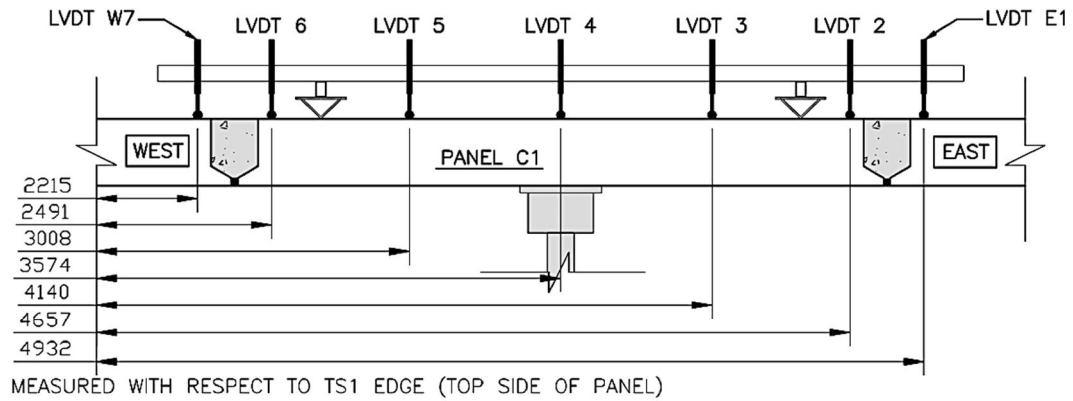 LVDT W7 LVDT 6 LVDT 5 LVDT 4 LVDT 3 LVDT 2 LVDT E1
WEST PANEL C1 EAST
2215
2491
3008
3574
4140
4657
4932
MEASURED WITH RESPECT TO TS1 EDGE (TOP SIDE OF PANEL)